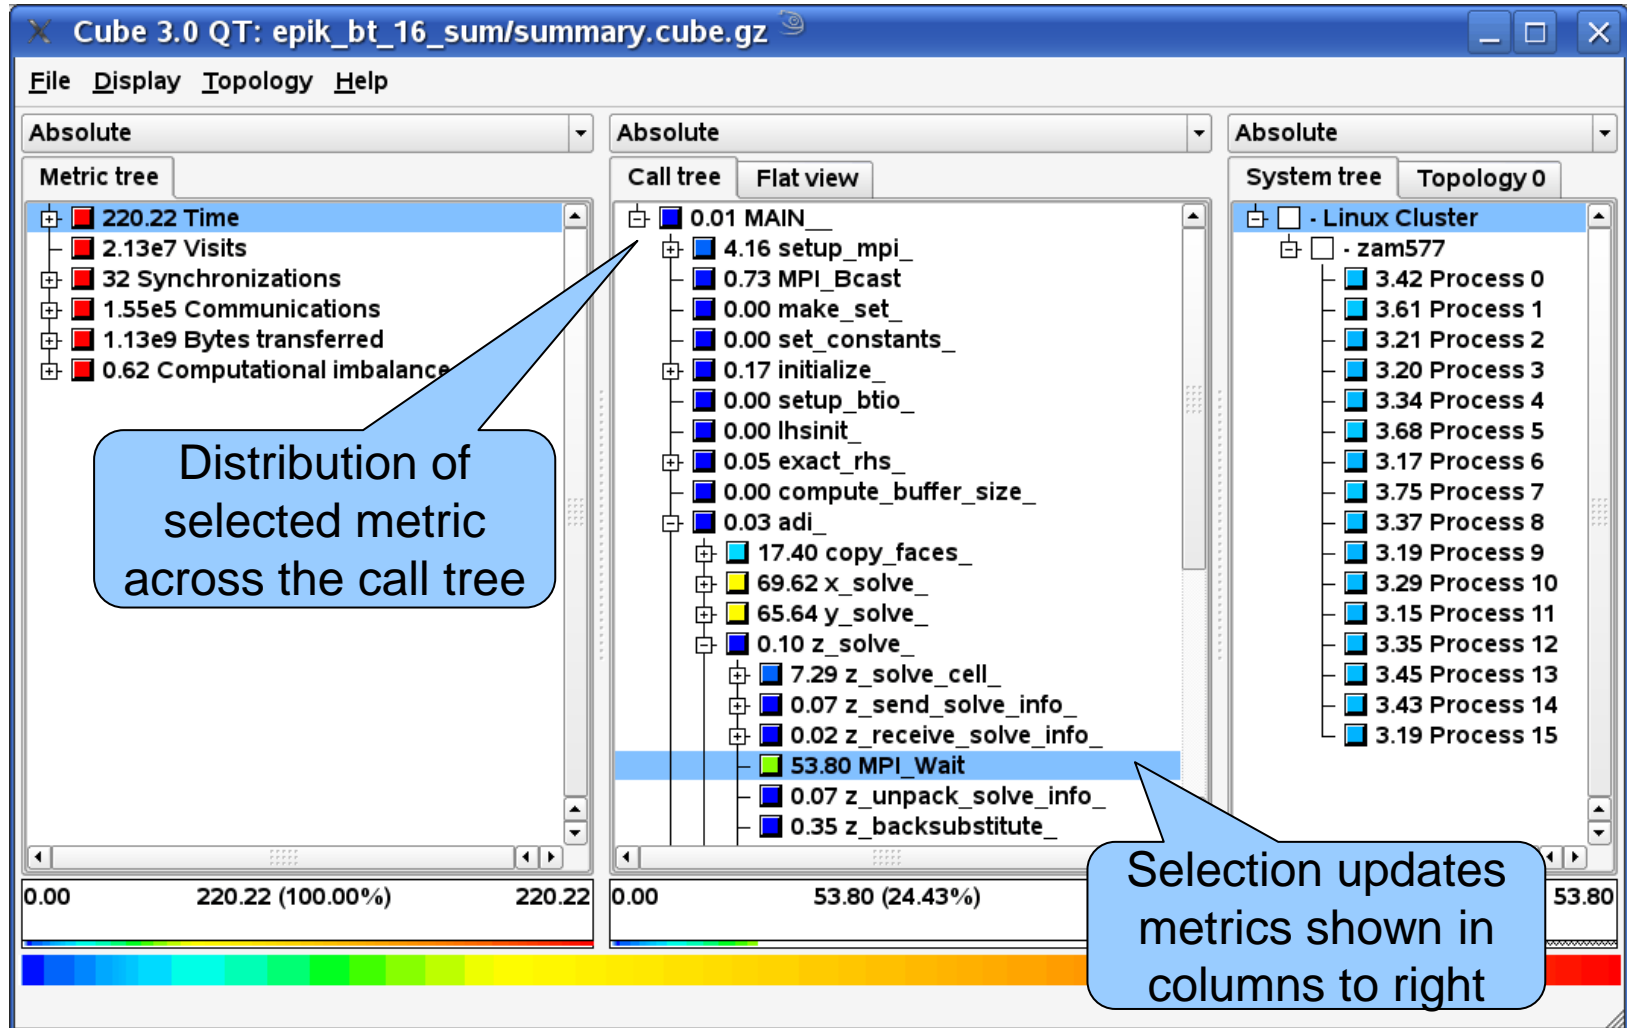 Cube 3.0 QT: epik_bt_16_sum/summary.cube.gz
File Display Topology Help
Absolute
Metric tree
220.22 Time
2.13e7 Visits
32 Synchronizations
1.55e5 Communications
1.13e9 Bytes transferred
0.62 Computational imbalance
Distribution of
selected metric
across the call tree
0.00 220.22 (100.00%) 220.22
Absolute
Call tree Flat view
0.01 MAIN__
4.16 setup_mpi_
0.73 MPI_Bcast
0.00 make_set_
0.00 set_constants_
0.17 initialize_
0.00 setup_btio_
0.00 lhsinit_
0.05 exact_rhs_
0.00 compute_buffer_size_
0.03 adi_
17.40 copy_faces_
69.62 x_solve_
65.64 y_solve_
0.10 z_solve_
7.29 z_solve_cell_
0.07 z_send_solve_info_
0.02 z_receive_solve_info_
53.80 MPI_Wait
0.07 z_unpack_solve_info_
0.35 z_backsubstitute_
0.00 53.80 (24.43%)
Absolute
System tree Topology 0
- Linux Cluster
- zam577
3.42 Process 0
3.61 Process 1
3.21 Process 2
3.20 Process 3
3.34 Process 4
3.68 Process 5
3.17 Process 6
3.75 Process 7
3.37 Process 8
3.19 Process 9
3.29 Process 10
3.15 Process 11
3.35 Process 12
3.45 Process 13
3.43 Process 14
3.19 Process 15
Selection updates
metrics shown in
columns to right
53.80